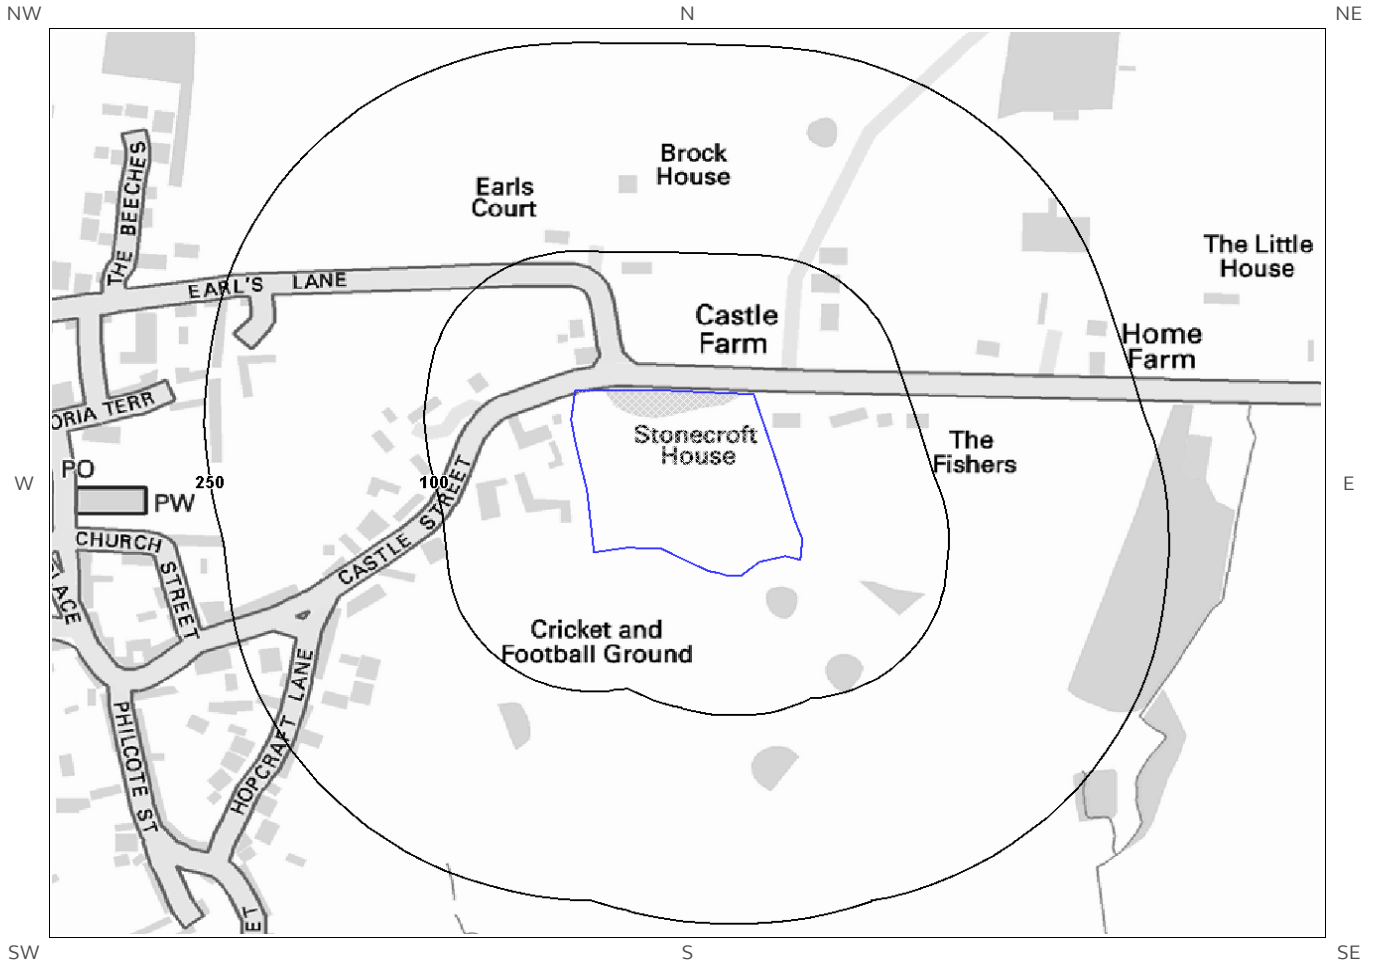 NW
N
NE
Brock
House
Earls
Court
THE BEECHES
The Little
House
EARL'S LANE
Castle
Farm
Home
Farm
ORIA TERR
Stonecroft
House
The
Fishers
PO
W
250
100
E
PW
CASTLE STREET
CHURCH
STREET
ACE
Cricket and
Football Ground
HOPCRAFT LANE
PHILCOTE ST
ET
SW
S
SE